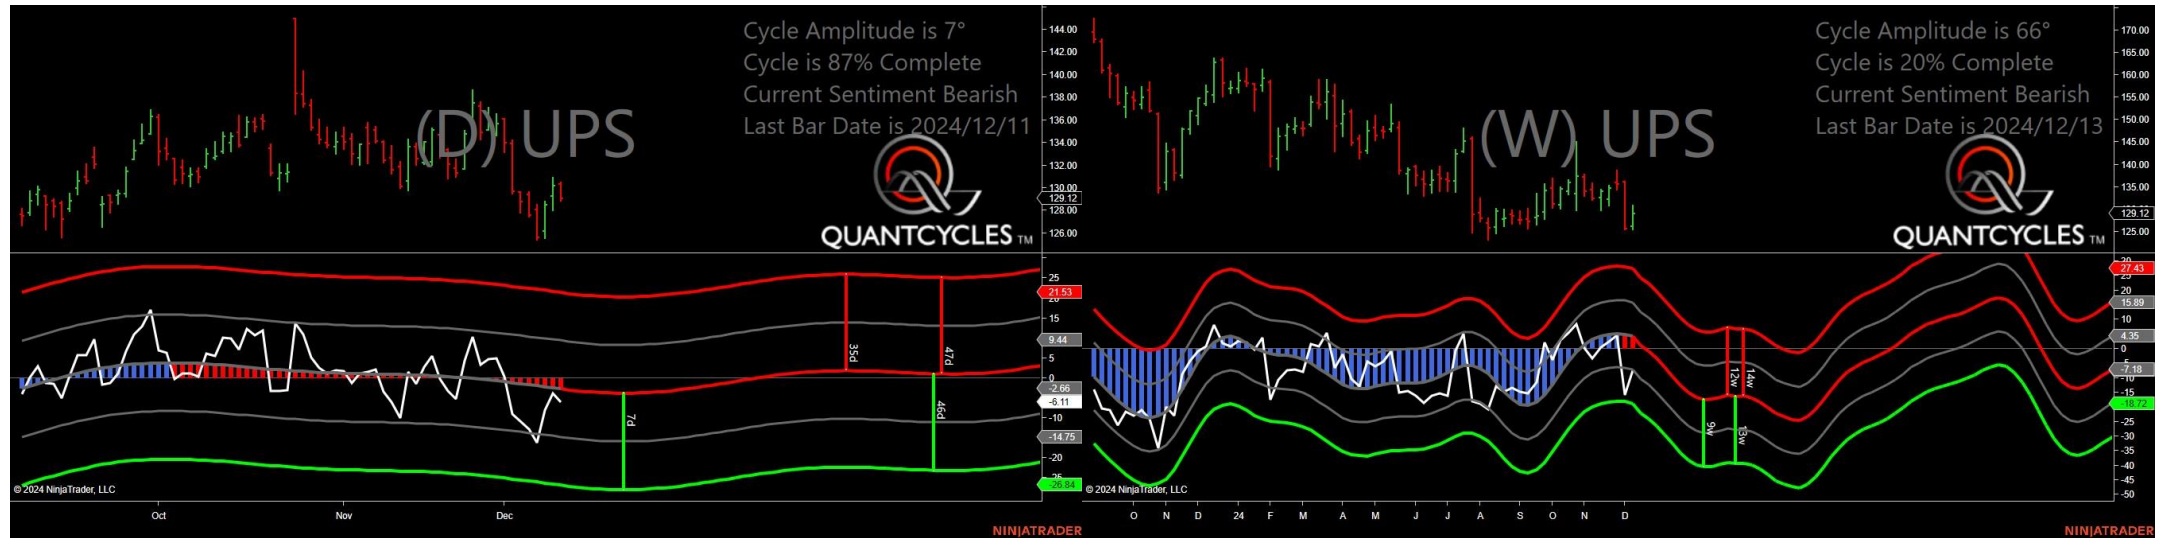 Cycle Amplitude is 7°
Cycle is 87% Complete
Current Sentiment Bearish
Last Bar Date is 2024/12/11
(D) UPS
QUANTCYCLES TM
144.00
142.00
140.00
138.00
136.00
134.00
132.00
130.00
129.12
128.00
126.00
25
21.53
20
15
9.44
5
0
-2.66
-6.11
-10
-14.75
-20
-26.84
35d
47d
7d
46d
© 2024 NinjaTrader, LLC
Oct
Nov
Dec
NINJATRADER
Cycle Amplitude is 66°
Cycle is 20% Complete
Current Sentiment Bearish
Last Bar Date is 2024/12/13
(W) UPS
QUANTCYCLES TM
170.00
165.00
160.00
155.00
150.00
145.00
140.00
135.00
129.12
125.00
27.43
20
15.89
10
4.35
0
-7.18
-10
-15
-18.72
-25
-30
-35
-40
-45
-50
12w
14w
9w
13w
© 2024 NinjaTrader, LLC
O N D 24 F M A M J J A S O N D
NINJATRADER